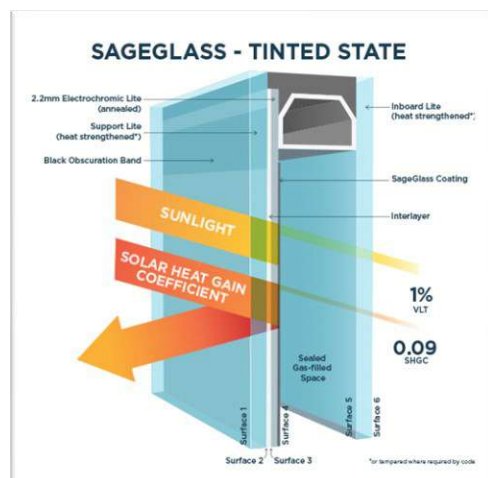 SAGEGLASS - TINTED STATE
2.2mm Electrochromic Lite
(annealed)
Support Lite
(heat strengthened*)
Black Obscuration Band
Inboard Lite
(heat strengthened*)
SageGlass Coating
Interlayer
SUNLIGHT
SOLAR HEAT GAIN
COEFFICIENT
1%
VLT
0.09
SHGC
Sealed
Gas-filled
Space
Surface 1
Surface 2
Surface 3
Surface 4
Surface 5
Surface 6
*or tempered where required by code